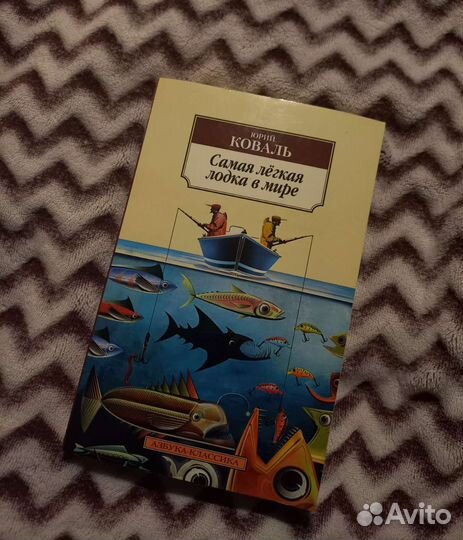 ЮРИЙ
КОВАЛЬ
Самая лёгкая
лодка в мире
АЗБУКА-КЛАССИКА
Avito